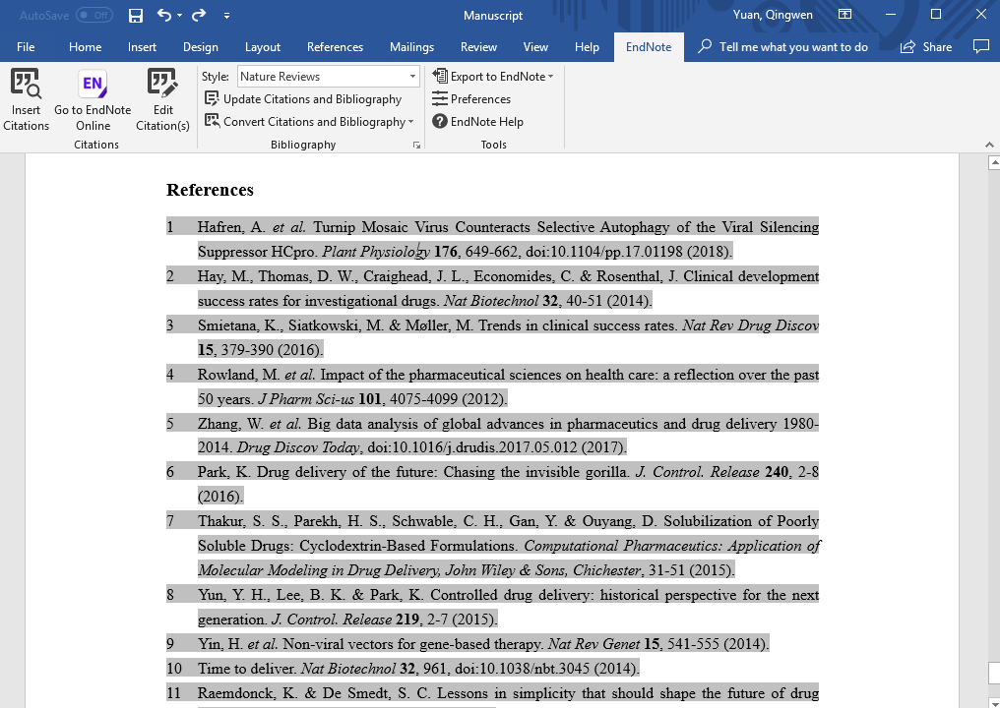 AutoSave Off Manuscript Yuan, Qingwen
File Home Insert Design Layout References Mailings Review View Help EndNote Tell me what you want to do Share
Insert Citations
EN Go to EndNote Online
Edit Citation(s)
Citations
Style: Nature Reviews
Update Citations and Bibliography
Convert Citations and Bibliography
Bibliography
Export to EndNote
Preferences
EndNote Help
Tools
References
1 Hafren, A. et al. Turnip Mosaic Virus Counteracts Selective Autophagy of the Viral Silencing
Suppressor HCpro. Plant Physiology 176, 649-662, doi:10.1104/pp.17.01198 (2018).
2 Hay, M., Thomas, D. W., Craighead, J. L., Economides, C. & Rosenthal, J. Clinical development
success rates for investigational drugs. Nat Biotechnol 32, 40-51 (2014).
3 Smietana, K., Siatkowski, M. & Møller, M. Trends in clinical success rates. Nat Rev Drug Discov
15, 379-390 (2016).
4 Rowland, M. et al. Impact of the pharmaceutical sciences on health care: a reflection over the past
50 years. J Pharm Sci-us 101, 4075-4099 (2012).
5 Zhang, W. et al. Big data analysis of global advances in pharmaceutics and drug delivery 1980-
2014. Drug Discov Today, doi:10.1016/j.drudis.2017.05.012 (2017).
6 Park, K. Drug delivery of the future: Chasing the invisible gorilla. J. Control. Release 240, 2-8
(2016).
7 Thakur, S. S., Parekh, H. S., Schwable, C. H., Gan, Y. & Ouyang, D. Solubilization of Poorly
Soluble Drugs: Cyclodextrin-Based Formulations. Computational Pharmaceutics: Application of
Molecular Modeling in Drug Delivery, John Wiley & Sons, Chichester, 31-51 (2015).
8 Yun, Y. H., Lee, B. K. & Park, K. Controlled drug delivery: historical perspective for the next
generation. J. Control. Release 219, 2-7 (2015).
9 Yin, H. et al. Non-viral vectors for gene-based therapy. Nat Rev Genet 15, 541-555 (2014).
10 Time to deliver. Nat Biotechnol 32, 961, doi:10.1038/nbt.3045 (2014).
11 Raemdonck, K. & De Smedt, S. C. Lessons in simplicity that should shape the future of drug